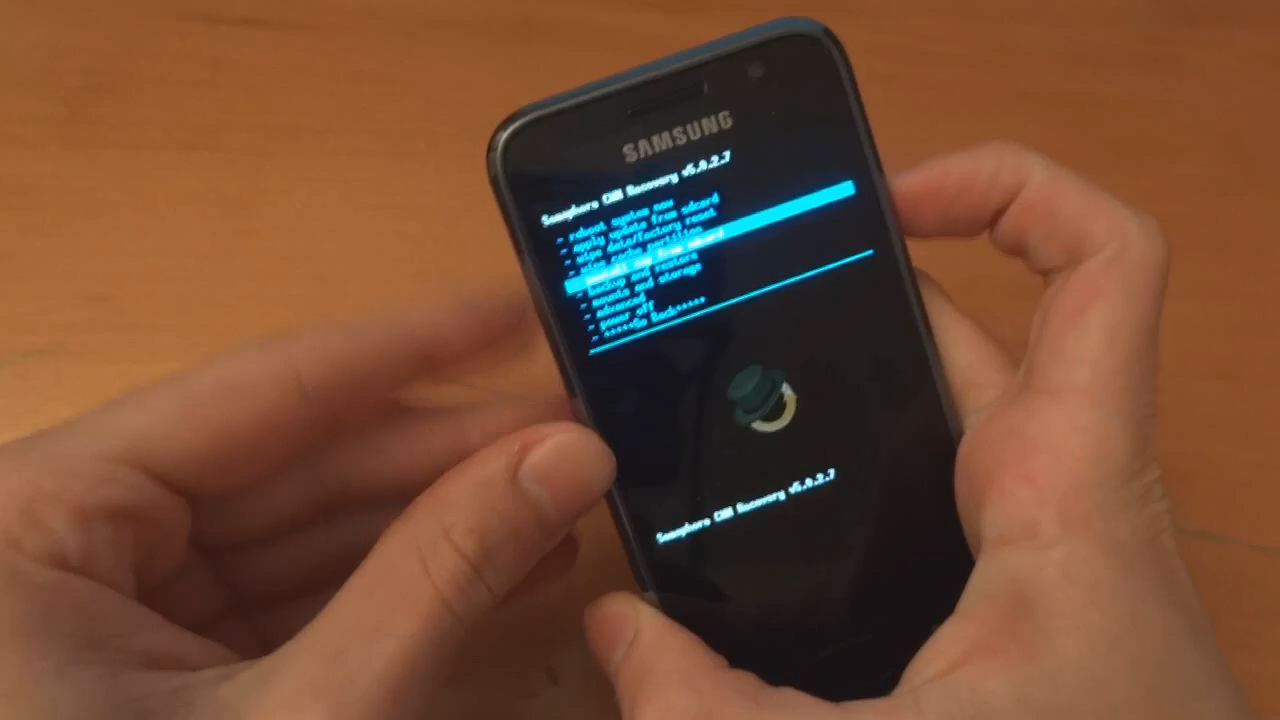 SAMSUNG
Semaphore CWM Recovery v5.0.2.7
- reboot system now
- apply update from sdcard
- wipe data/factory reset
- wipe cache partition
- install zip from sdcard
- backup and restore
- mounts and storage
- advanced
- power off
- +++++Go Back+++++
Semaphore CWM Recovery v5.0.2.7